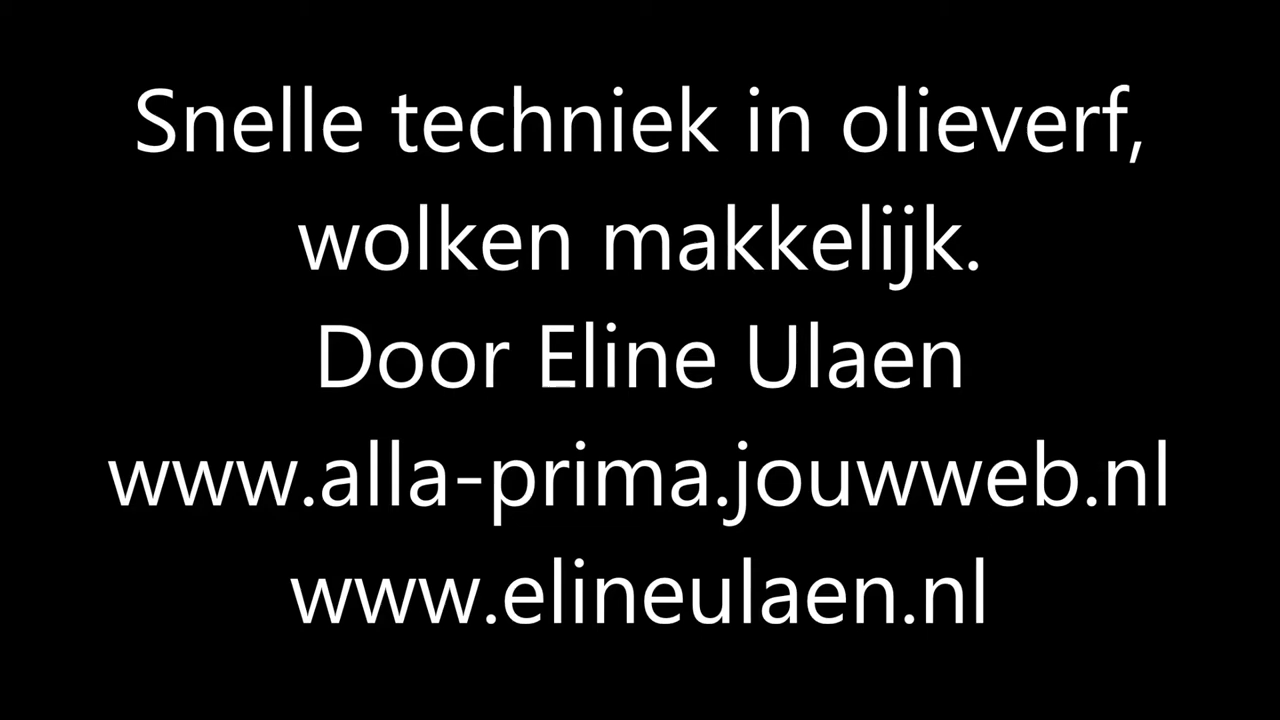 Snelle techniek in olieverf,
wolken makkelijk.
Door Eline Ulaen
www.alla-prima.jouwweb.nl
www.elineulaen.nl